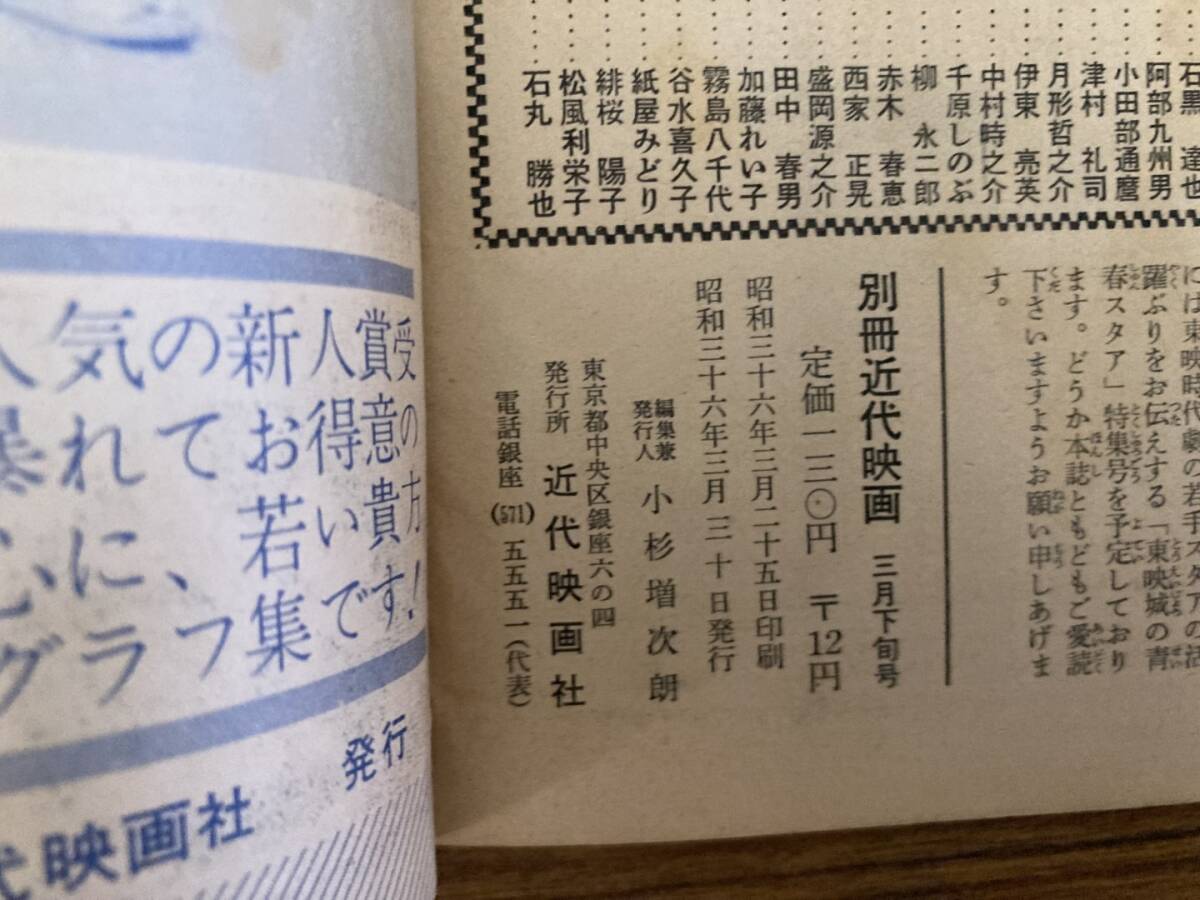 石黒達也
阿部九州男
小田部通麿
津村礼司
月形哲之介
中村時之介
伊東亮英
千原しのぶ
柳永二郎
赤木春恵
西家正晃
盛岡源之介
田中春男
加藤れい子
霧島八千代
谷水喜久子
紙屋みどり
緋桜陽子
松風利栄子
石丸勝也
には東映時代劇の若手スタアの活
躍ぶりをお伝えする「東映城の青
春スタア」特集号を予定しており
ます。どうか本誌ともどもご愛読
下さいますようお願い申しあげま
す。
別冊近代映画 三月下旬号
定価一三〇円 〒12円
昭和三十六年三月二十五日印刷
昭和三十六年三月三十日発行
編集兼発行人 小杉増次朗
東京都中央区銀座六の四
発行所 近代映画社
電話銀座(571)五五五一(代表)
人気の新人賞受
暴れてお得意の
心に、若い貴方
グラフ集です!
発行
代映画社